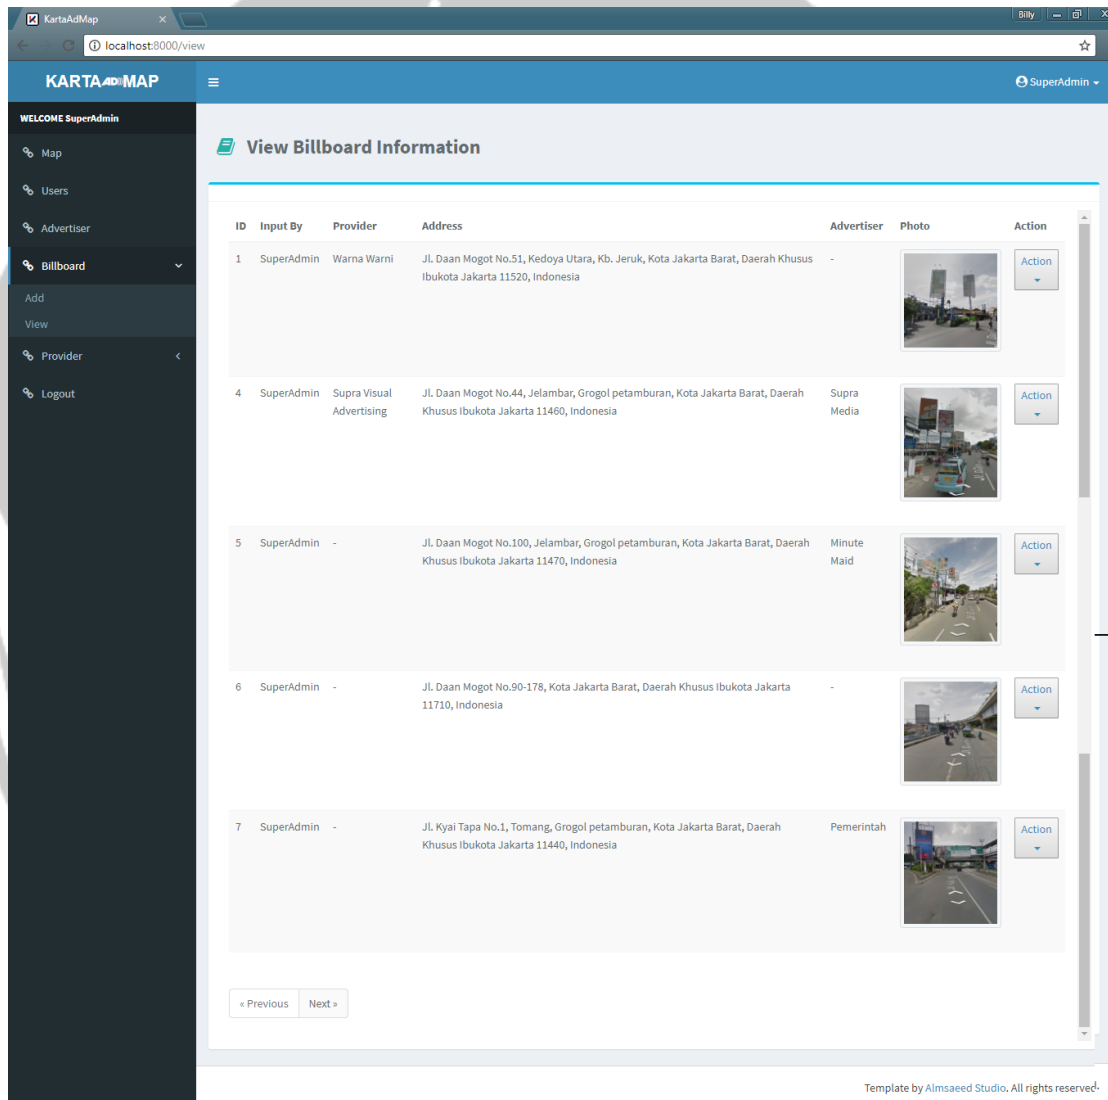 KartaAdMap
Billy
localhost:8000/view
KARTA AD MAP
SuperAdmin
WELCOME SuperAdmin
Map
Users
Advertiser
Billboard
Add
View
Provider
Logout
View Billboard Information
ID Input By Provider Address Advertiser Photo Action
1 SuperAdmin Warna Warni Jl. Daan Mogot No.51, Kedoya Utara, Kb. Jeruk, Kota Jakarta Barat, Daerah Khusus - Action
Ibukota Jakarta 11520, Indonesia
4 SuperAdmin Supra Visual Jl. Daan Mogot No.44, Jelambar, Grogol petamburan, Kota Jakarta Barat, Daerah Supra Action
Advertising Khusus Ibukota Jakarta 11460, Indonesia Media
5 SuperAdmin - Jl. Daan Mogot No.100, Jelambar, Grogol petamburan, Kota Jakarta Barat, Daerah Minute Action
Khusus Ibukota Jakarta 11470, Indonesia Maid
6 SuperAdmin - Jl. Daan Mogot No.90-178, Kota Jakarta Barat, Daerah Khusus Ibukota Jakarta - Action
11710, Indonesia
7 SuperAdmin - Jl. Kyai Tapa No.1, Tomang, Grogol petamburan, Kota Jakarta Barat, Daerah Pemerintah Action
Khusus Ibukota Jakarta 11440, Indonesia
« Previous Next »
Template by Almsaeed Studio. All rights reserved.